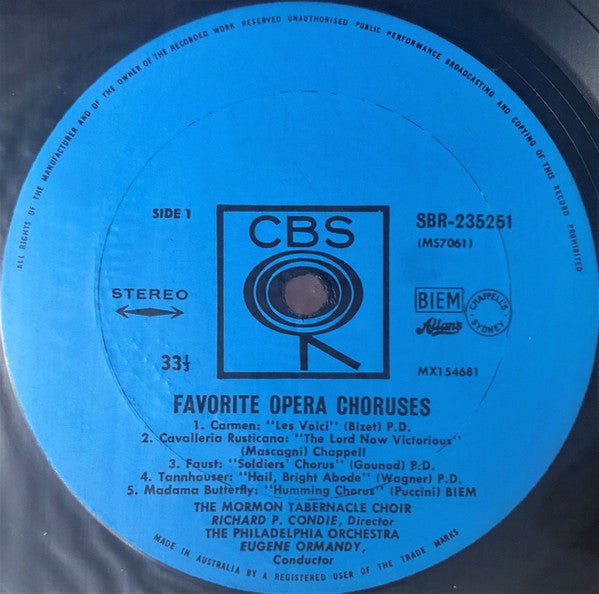 ALL RIGHTS OF THE MANUFACTURER AND OF THE OWNER OF THE RECORDED WORK RESERVED UNAUTHORISED PUBLIC PERFORMANCE BROADCASTING AND COPYING OF THIS RECORD PROHIBITED
SIDE 1
CBS
SBR-235251
(MS7061)
STEREO
BIEM
Allan's
CHAPPELL'S SYDNEY
33⅓
MX154681
FAVORITE OPERA CHORUSES
1. Carmen: "Les Voici" (Bizet) P.D.
2. Cavalleria Rusticana: "The Lord Now Victorious"
(Mascagni) Chappell
3. Faust: "Soldiers' Chorus" (Gounod) P.D.
4. Tannhauser: "Hail, Bright Abode" (Wagner) P.D.
5. Madama Butterfly: "Humming Chorus" (Puccini) BIEM
THE MORMON TABERNACLE CHOIR
RICHARD P. CONDIE, Director
THE PHILADELPHIA ORCHESTRA
EUGENE ORMANDY,
Conductor
MADE IN AUSTRALIA BY A REGISTERED USER OF THE TRADE MARKS